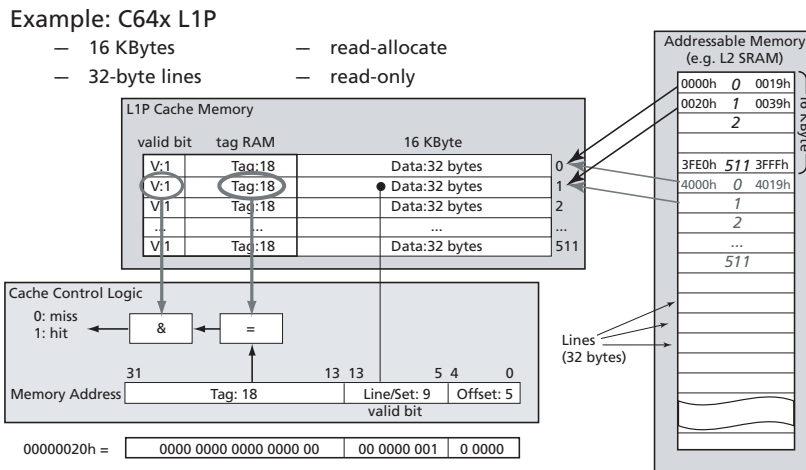 Example: C64x L1P
— 16 KBytes — read-allocate
— 32-byte lines — read-only
L1P Cache Memory
valid bit tag RAM 16 KByte
V:1 Tag:18 Data:32 bytes 0
V:1 Tag:18 Data:32 bytes 1
V:1 Tag:18 Data:32 bytes 2
... ... ... ...
V:1 Tag:18 Data:32 bytes 511
Addressable Memory
(e.g. L2 SRAM)
0000h 0 0019h
0020h 1 0039h
2
3FE0h 511 3FFFh
16 KByte
4000h 0 4019h
1
2
...
511
Lines
(32 bytes)
Cache Control Logic
0: miss
1: hit
& =
31 13 13 5 4 0
Memory Address Tag: 18 Line/Set: 9 Offset: 5
valid bit
00000020h = 0000 0000 0000 0000 00 00 0000 001 0 0000